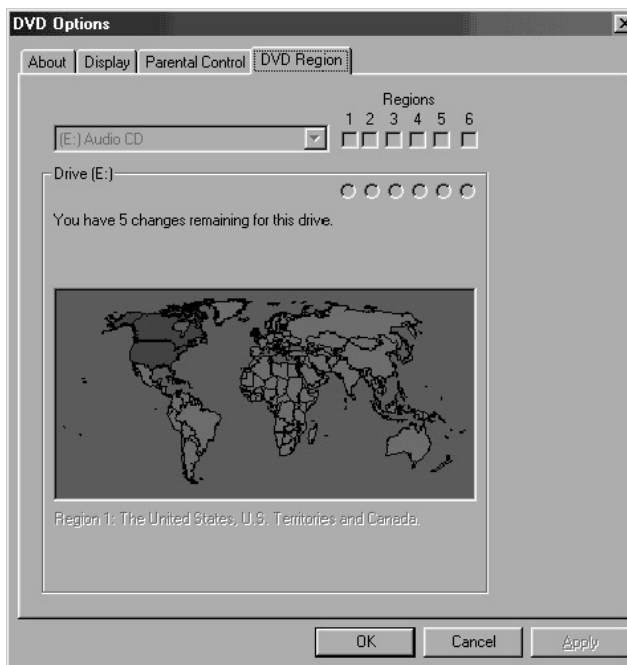 DVD Options
About Display Parental Control DVD Region
Regions
1 2 3 4 5 6
(E:) Audio CD
Drive (E:)
You have 5 changes remaining for this drive.
Region 1: The United States, U.S. Territories and Canada.
OK Cancel Apply